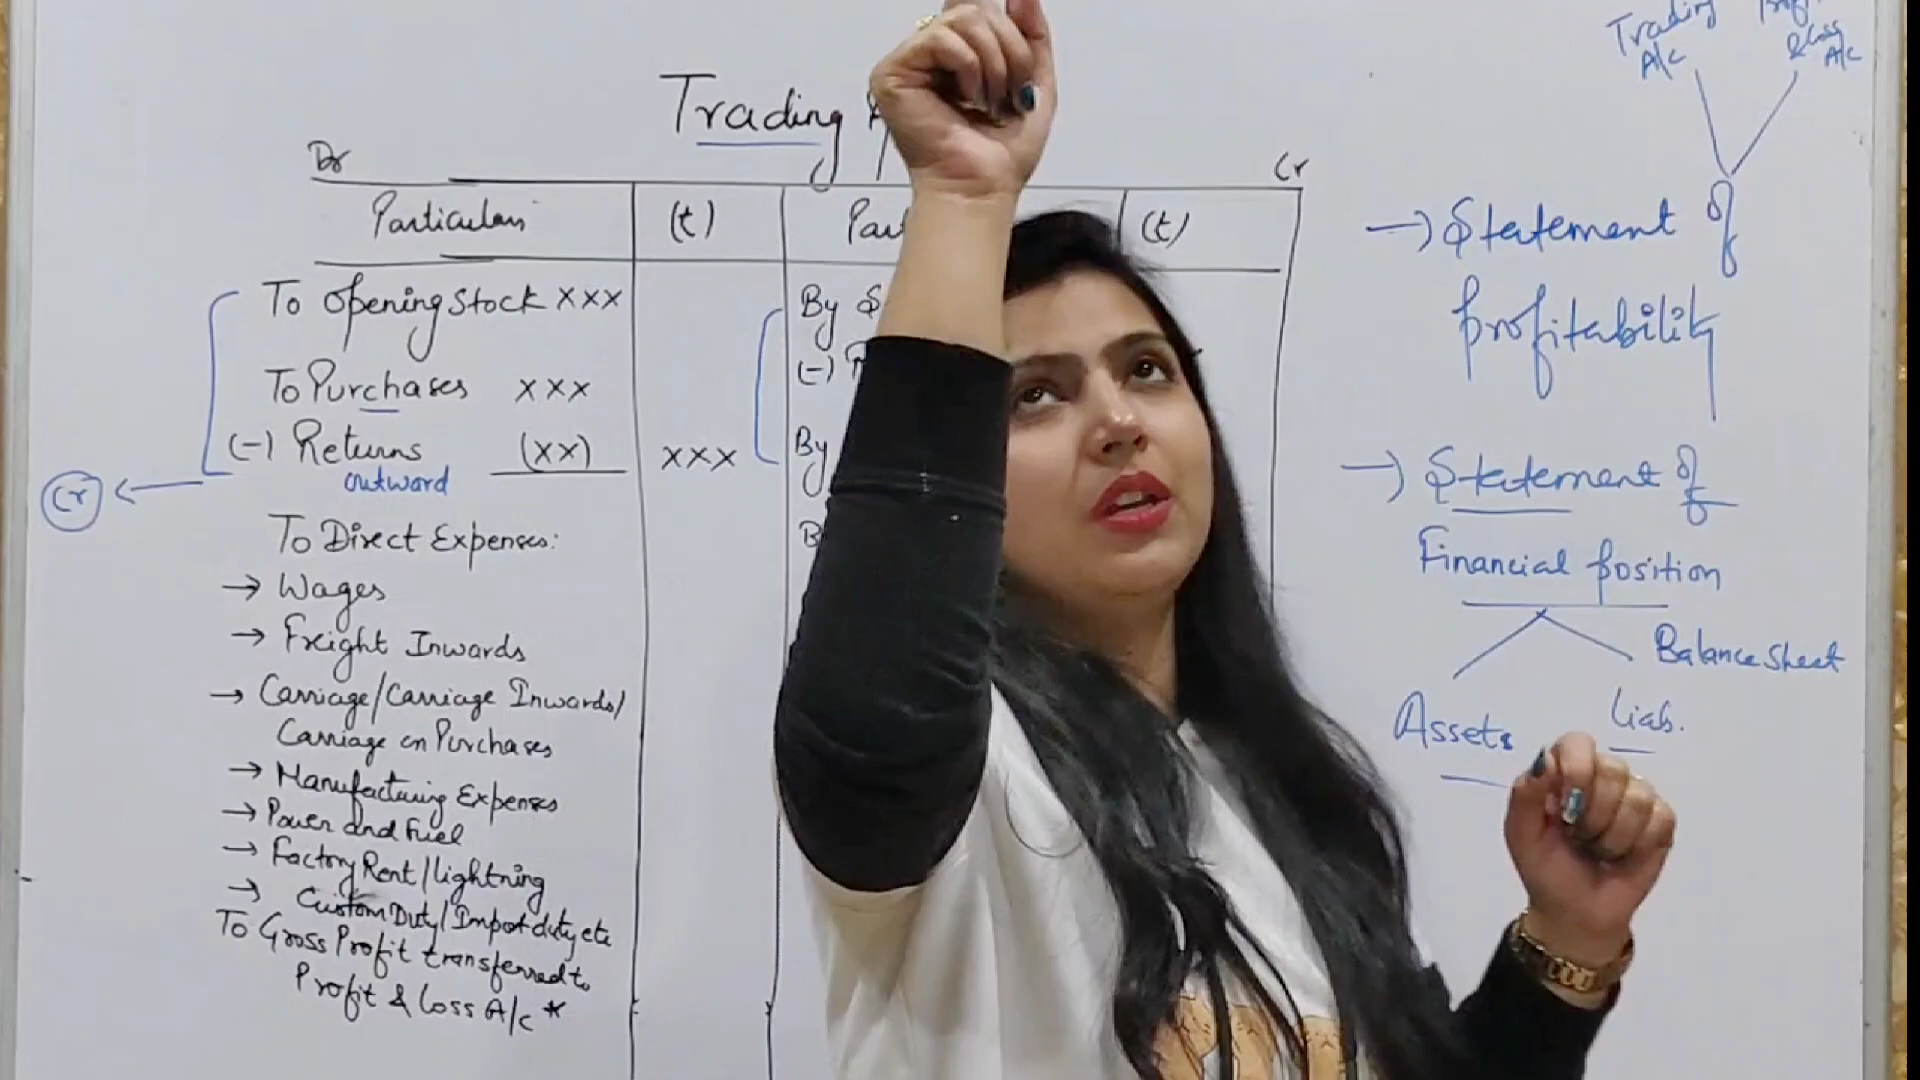 Trading
Dr
Cr
Particulars
(₹)
(₹)
To Opening Stock xxx
To Purchases xxx
(-) Returns (xx) xxx
outward
Cr
To Direct Expenses:
→ Wages
→ Freight Inwards
→ Carriage/Carriage Inwards/
Carriage on Purchases
→ Manufacturing Expenses
→ Power and Fuel
→ Factory Rent/lightning
→ Custom Duty/Import duty etc
To Gross Profit transferred to
Profit & Loss A/c *
By
(-)
By
Trading
A/c
& Loss
A/c
→ Statement of
profitability
→ Statement of
Financial position
Balance Sheet
Assets
Liab.